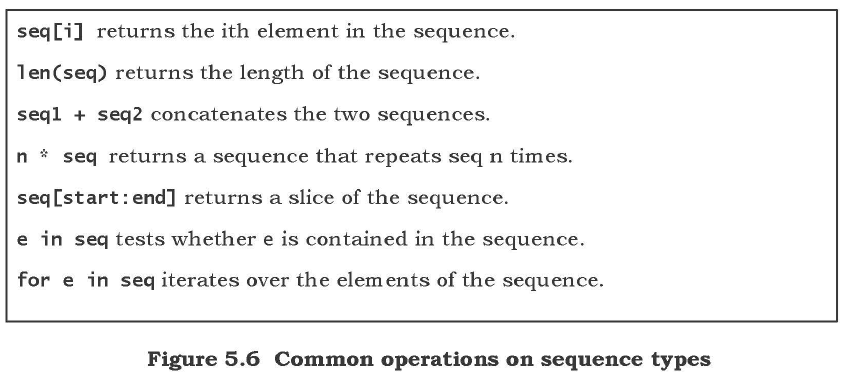 seq[i] returns the ith element in the sequence.
len(seq) returns the length of the sequence.
seq1 + seq2 concatenates the two sequences.
n * seq returns a sequence that repeats seq n times.
seq[start:end] returns a slice of the sequence.
e in seq tests whether e is contained in the sequence.
for e in seq iterates over the elements of the sequence.
Figure 5.6 Common operations on sequence types